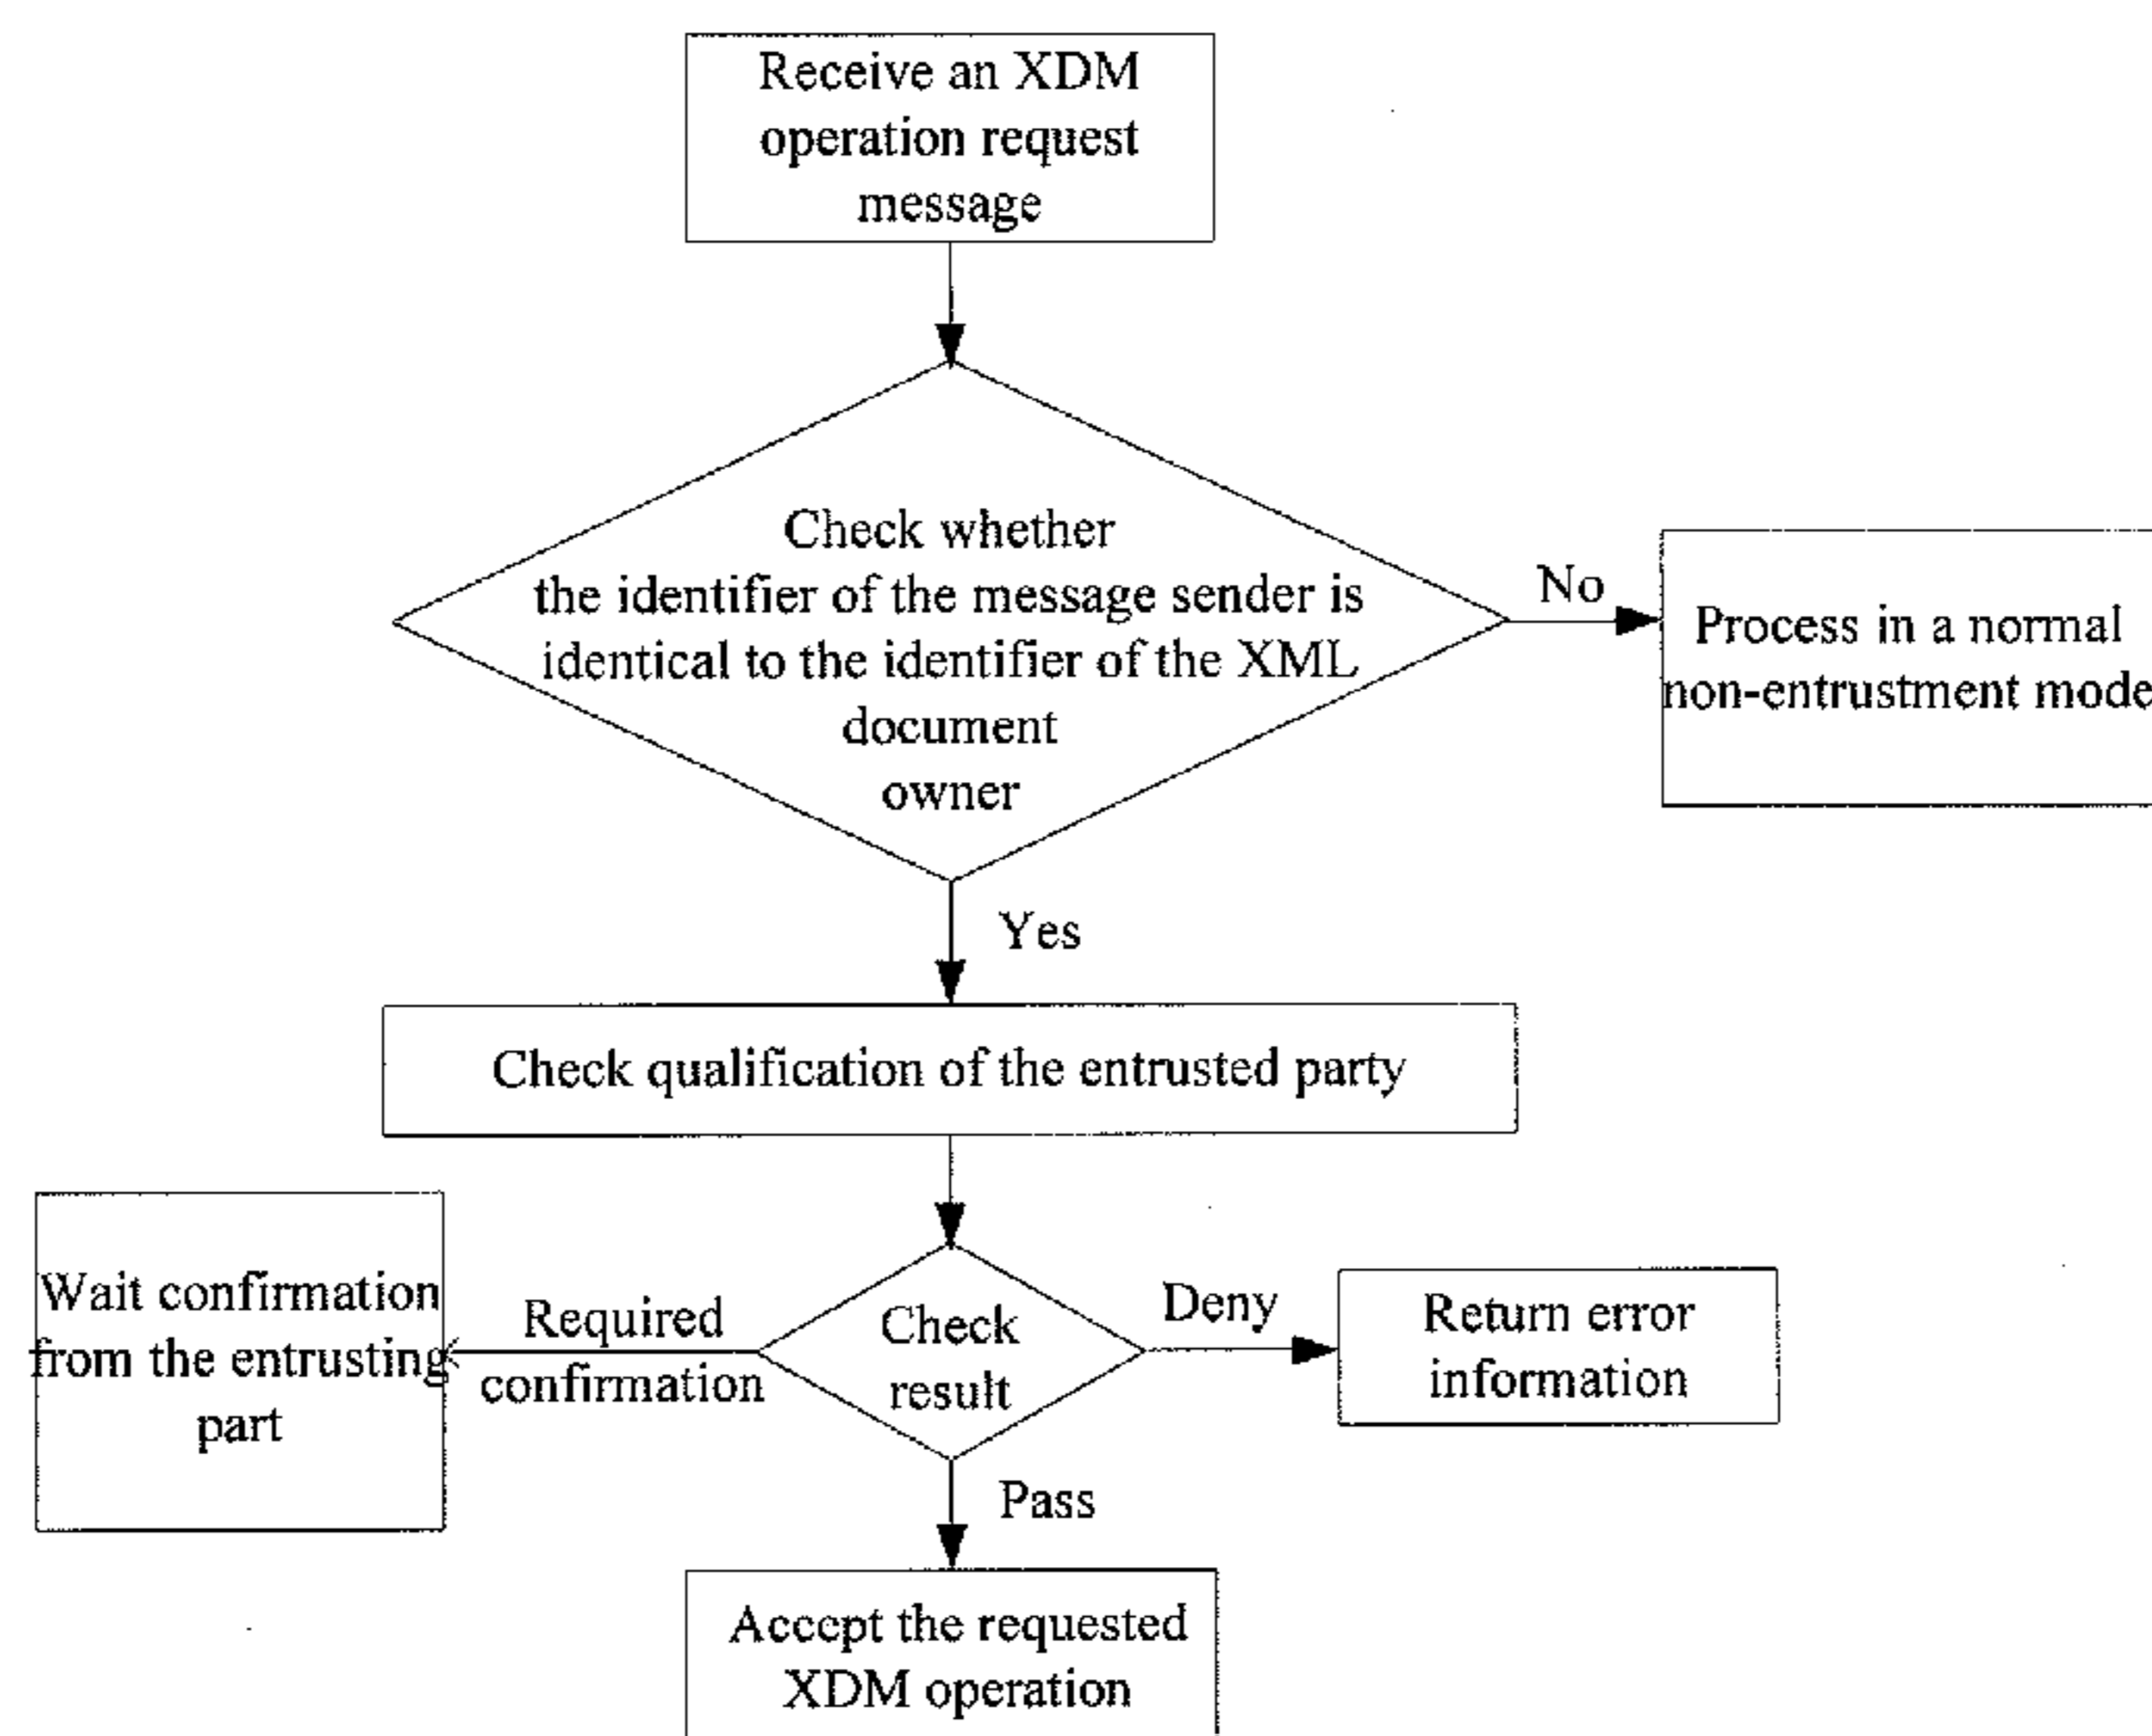 Receive an XDM
operation request
message
Check whether
the identifier of the message sender is
identical to the identifier of the XML
document
owner
No
Process in a normal
non-entrustment mode
Yes
Check qualification of the entrusted party
Wait confirmation
from the entrusting
part
Required
confirmation
Check
result
Deny
Return error
information
Pass
Accept the requested
XDM operation